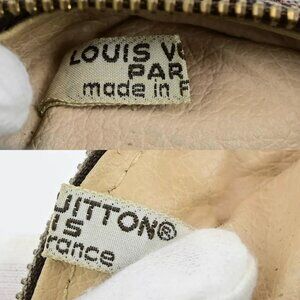 LOUIS V
PAR
made in F
UITTON®
IS
rance